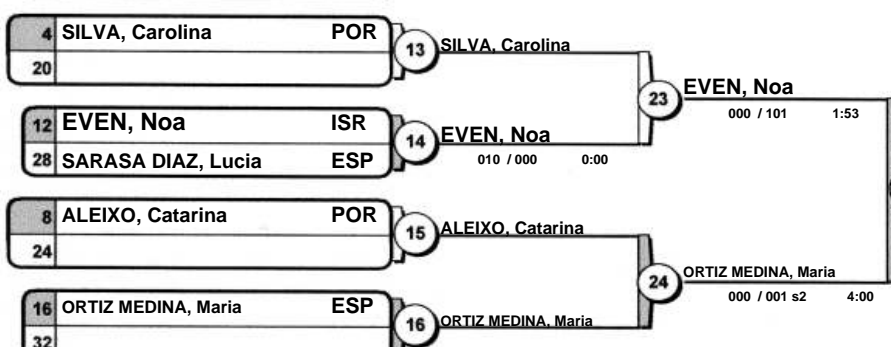 4 SILVA, Carolina POR
20
13 SILVA, Carolina
12 EVEN, Noa ISR
28 SARASA DIAZ, Lucia ESP
14 EVEN, Noa
010 / 000 0:00
23 EVEN, Noa
000 / 101 1:53
8 ALEIXO, Catarina POR
24
15 ALEIXO, Catarina
16 ORTIZ MEDINA, Maria ESP
32
16 ORTIZ MEDINA, Maria
24 ORTIZ MEDINA, Maria
000 / 001 s2 4:00